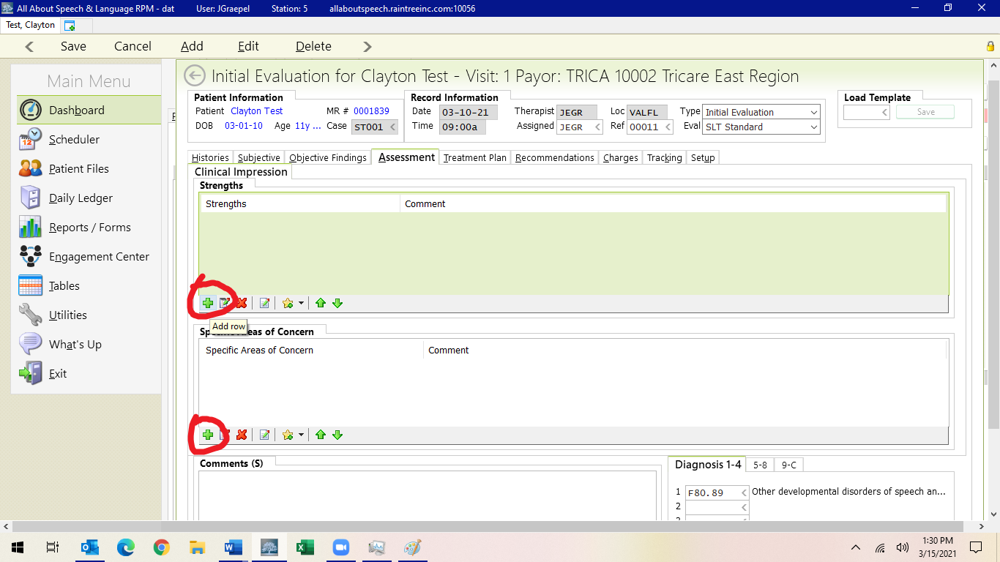 All About Speech & Language RPM - dat User: JGraepel Station: 5 allaboutspeech.raintreeinc.com:10056
Test, Clayton
Save Cancel Add Edit Delete
Main Menu
Dashboard
Scheduler
Patient Files
Daily Ledger
Reports / Forms
Engagement Center
Tables
Utilities
What's Up
Exit
Initial Evaluation for Clayton Test - Visit: 1 Payor: TRICA 10002 Tricare East Region
Patient Information Record Information Load Template
Patient Clayton Test MR # 0001839 Date 03-10-21 Therapist JEGR Loc VALFL Type Initial Evaluation Save
DOB 03-01-10 Age 11y ... Case ST001 Time 09:00a Assigned JEGR Ref 00011 Eval SLT Standard
Histories Subjective Objective Findings Assessment Treatment Plan Recommendations Charges Tracking Setup
Clinical Impression
Strengths
Strengths Comment
Add row
Areas of Concern
Specific Areas of Concern Comment
Comments (S) Diagnosis 1-4 5-8 9-C
1 F80.89 Other developmental disorders of speech an...
2
1:30 PM
3/15/2021